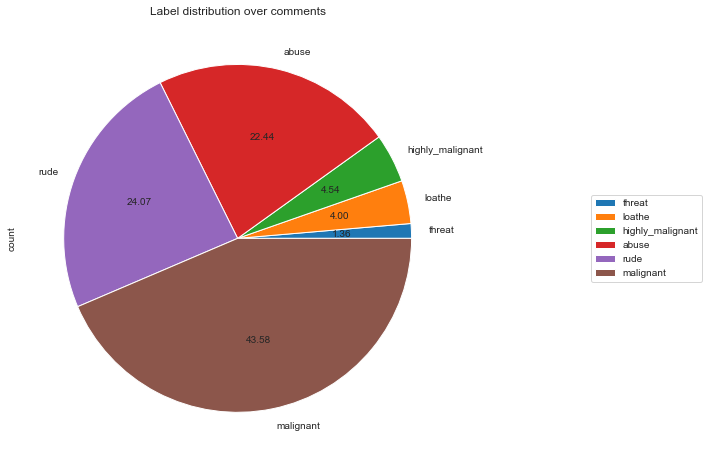 Label distribution over comments
abuse
22.44
highly_malignant
4.54
rude
24.07
loathe
4.00
threat
1.36
count
43.58
malignant
threat
loathe
highly_malignant
abuse
rude
malignant